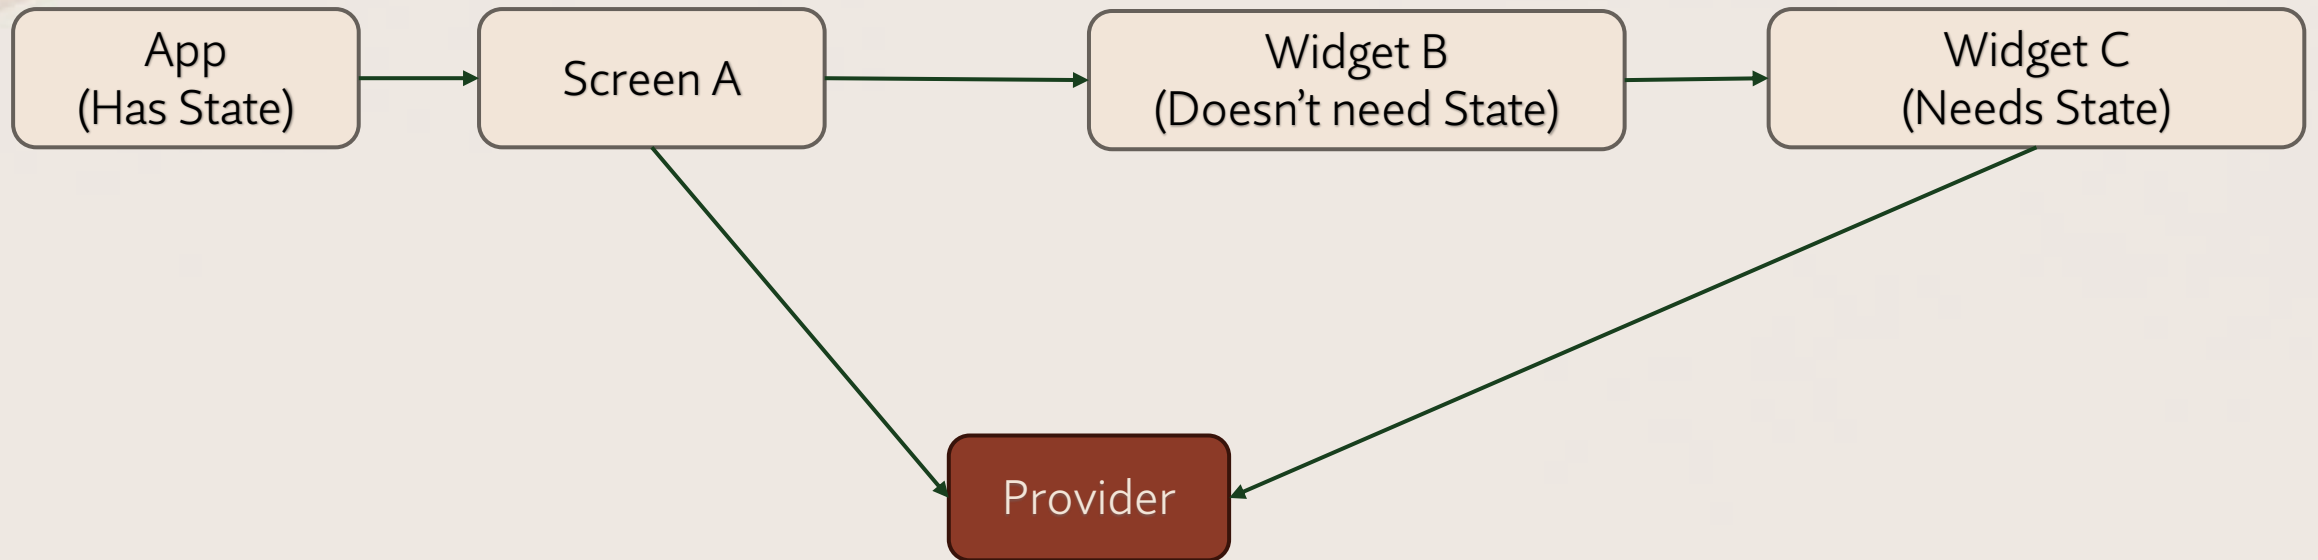 App
(Has State)
Screen A
Widget B
(Doesn’t need State)
Widget C
(Needs State)
Provider